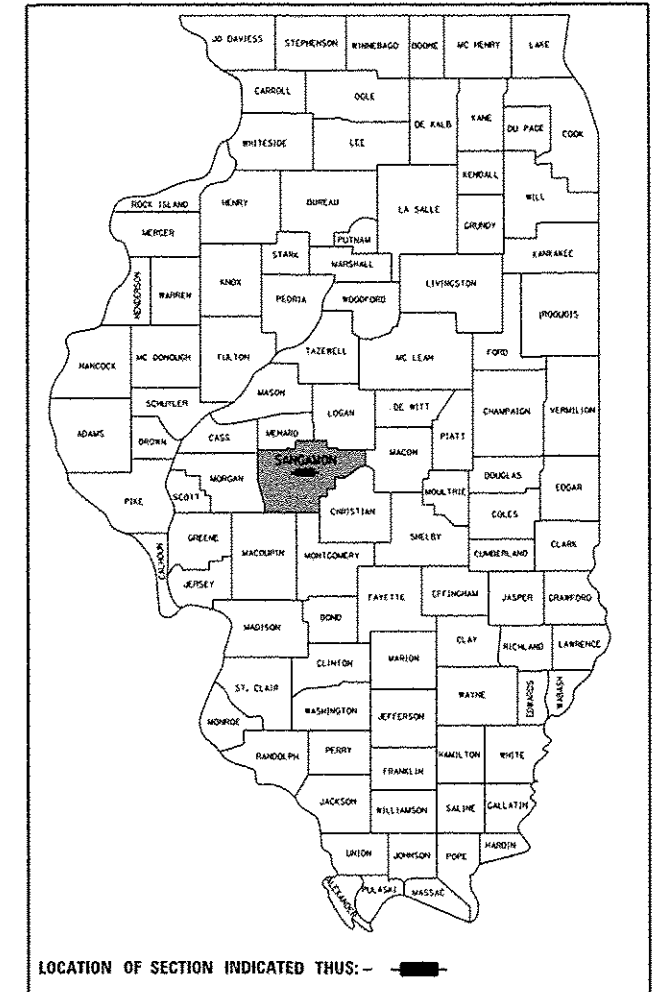 JO DAVIESS STEPHENSON WINNEBAGO BOONE MC HENRY LAKE
CARROLL OGLE DE KALB KANE DU PAGE COOK
WHITESIDE LEE KENDALL
ROCK ISLAND HENRY BUREAU LA SALLE GRUNDY WILL
MERCER PUTNAM KANKAKEE
HENDERSON WARREN KNOX STARK MARSHALL
PEORIA WOODFORD LIVINGSTON IROQUOIS
HANCOCK MC DONOUGH FULTON TAZEWELL MC LEAN FORD
ADAMS SCHUYLER MASON LOGAN DE WITT CHAMPAIGN VERMILION
BROWN CASS MENARD MACON PIATT
PIKE SCOTT MORGAN SANGAMON MOULTRIE DOUGLAS EDGAR
CHRISTIAN COLES
CALHOUN GREENE MACOUPIN MONTGOMERY SHELBY CUMBERLAND CLARK
JERSEY FAYETTE EFFINGHAM JASPER CRAWFORD
MADISON BOND CLAY RICHLAND LAWRENCE
ST. CLAIR CLINTON MARION WAYNE EDWARDS WABASH
MONROE WASHINGTON JEFFERSON
RANDOLPH PERRY FRANKLIN HAMILTON WHITE
JACKSON WILLIAMSON SALINE GALLATIN
UNION JOHNSON POPE HARDIN
ALEXANDER PULASKI MASSAC
LOCATION OF SECTION INDICATED THUS:-